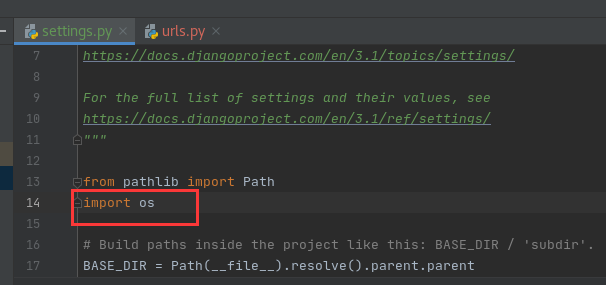 settings.py urls.py
7 https://docs.djangoproject.com/en/3.1/topics/settings/
8
9 For the full list of settings and their values, see
10 https://docs.djangoproject.com/en/3.1/ref/settings/
11 """
12
13 from pathlib import Path
14 import os
15
16 # Build paths inside the project like this: BASE_DIR / 'subdir'.
17 BASE_DIR = Path(__file__).resolve().parent.parent